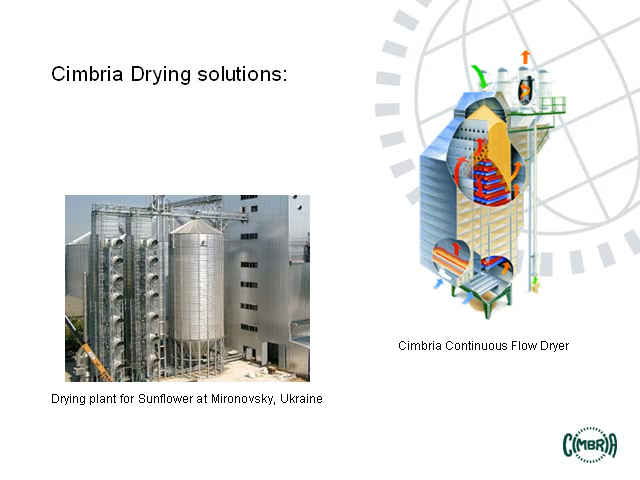 Cimbria Drying solutions:
Cimbria Continuous Flow Dryer
Drying plant for Sunflower at Mironovsky, Ukraine
CIMBRIA